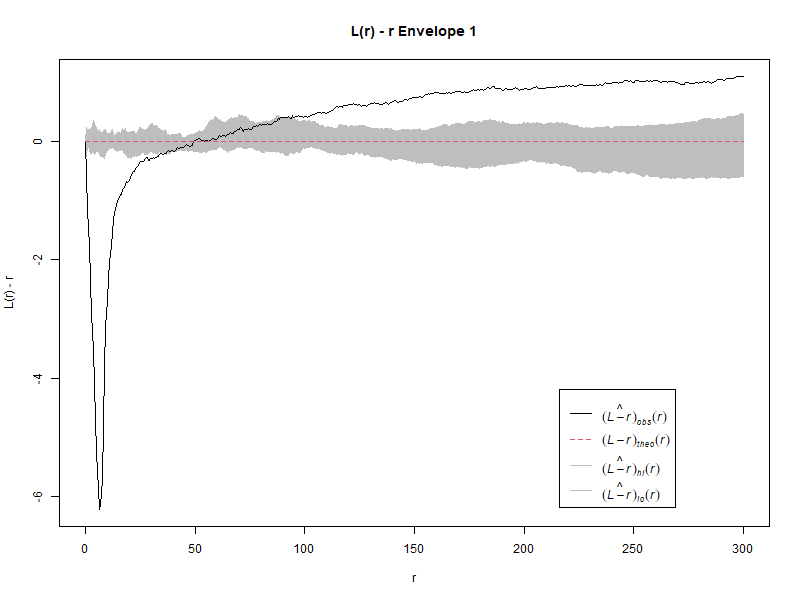 L(r) - r Envelope 1
L(r) - r
0
-2
-4
-6
0 50 100 150 200 250 300
r
(L^−r)obs(r)
(L−r)theo(r)
(L^−r)hi(r)
(L^−r)lo(r)